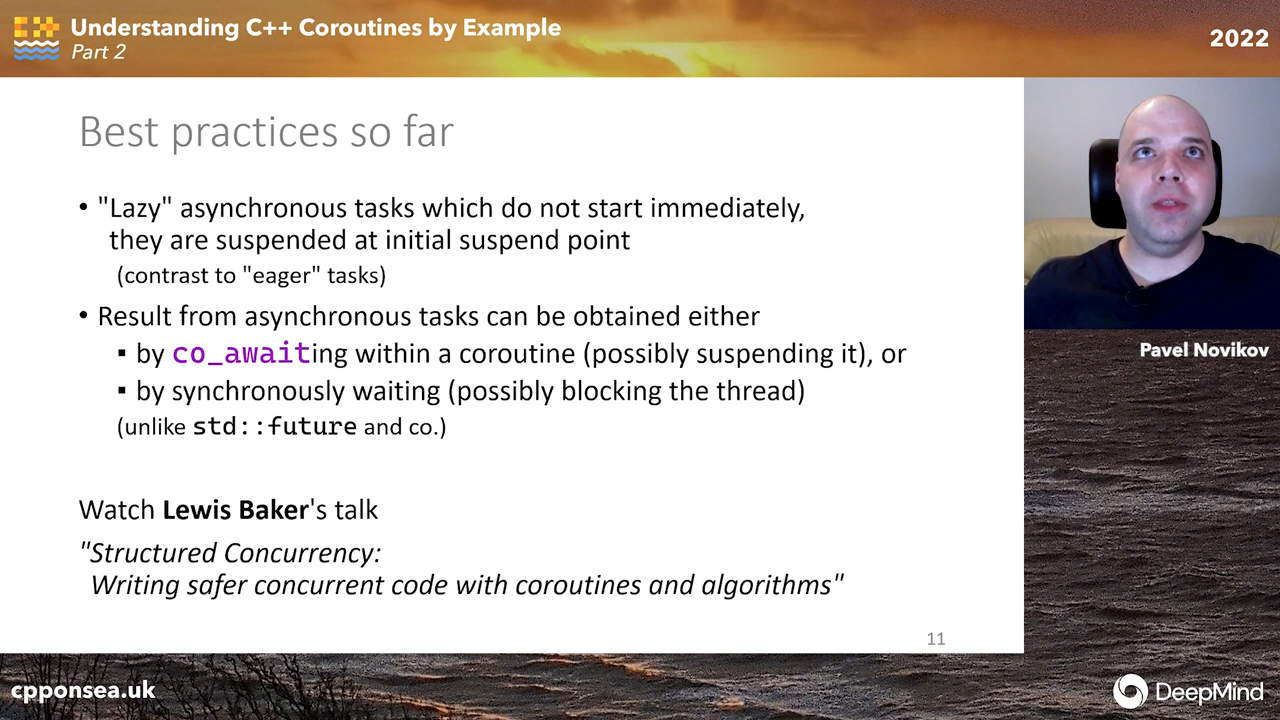 Understanding C++ Coroutines by Example
Part 2
2022
Best practices so far
• "Lazy" asynchronous tasks which do not start immediately,
they are suspended at initial suspend point
(contrast to "eager" tasks)
• Result from asynchronous tasks can be obtained either
▪ by co_awaiting within a coroutine (possibly suspending it), or
▪ by synchronously waiting (possibly blocking the thread)
(unlike std::future and co.)
Watch Lewis Baker's talk
"Structured Concurrency:
Writing safer concurrent code with coroutines and algorithms"
11
Pavel Novikov
cpponsea.uk
DeepMind